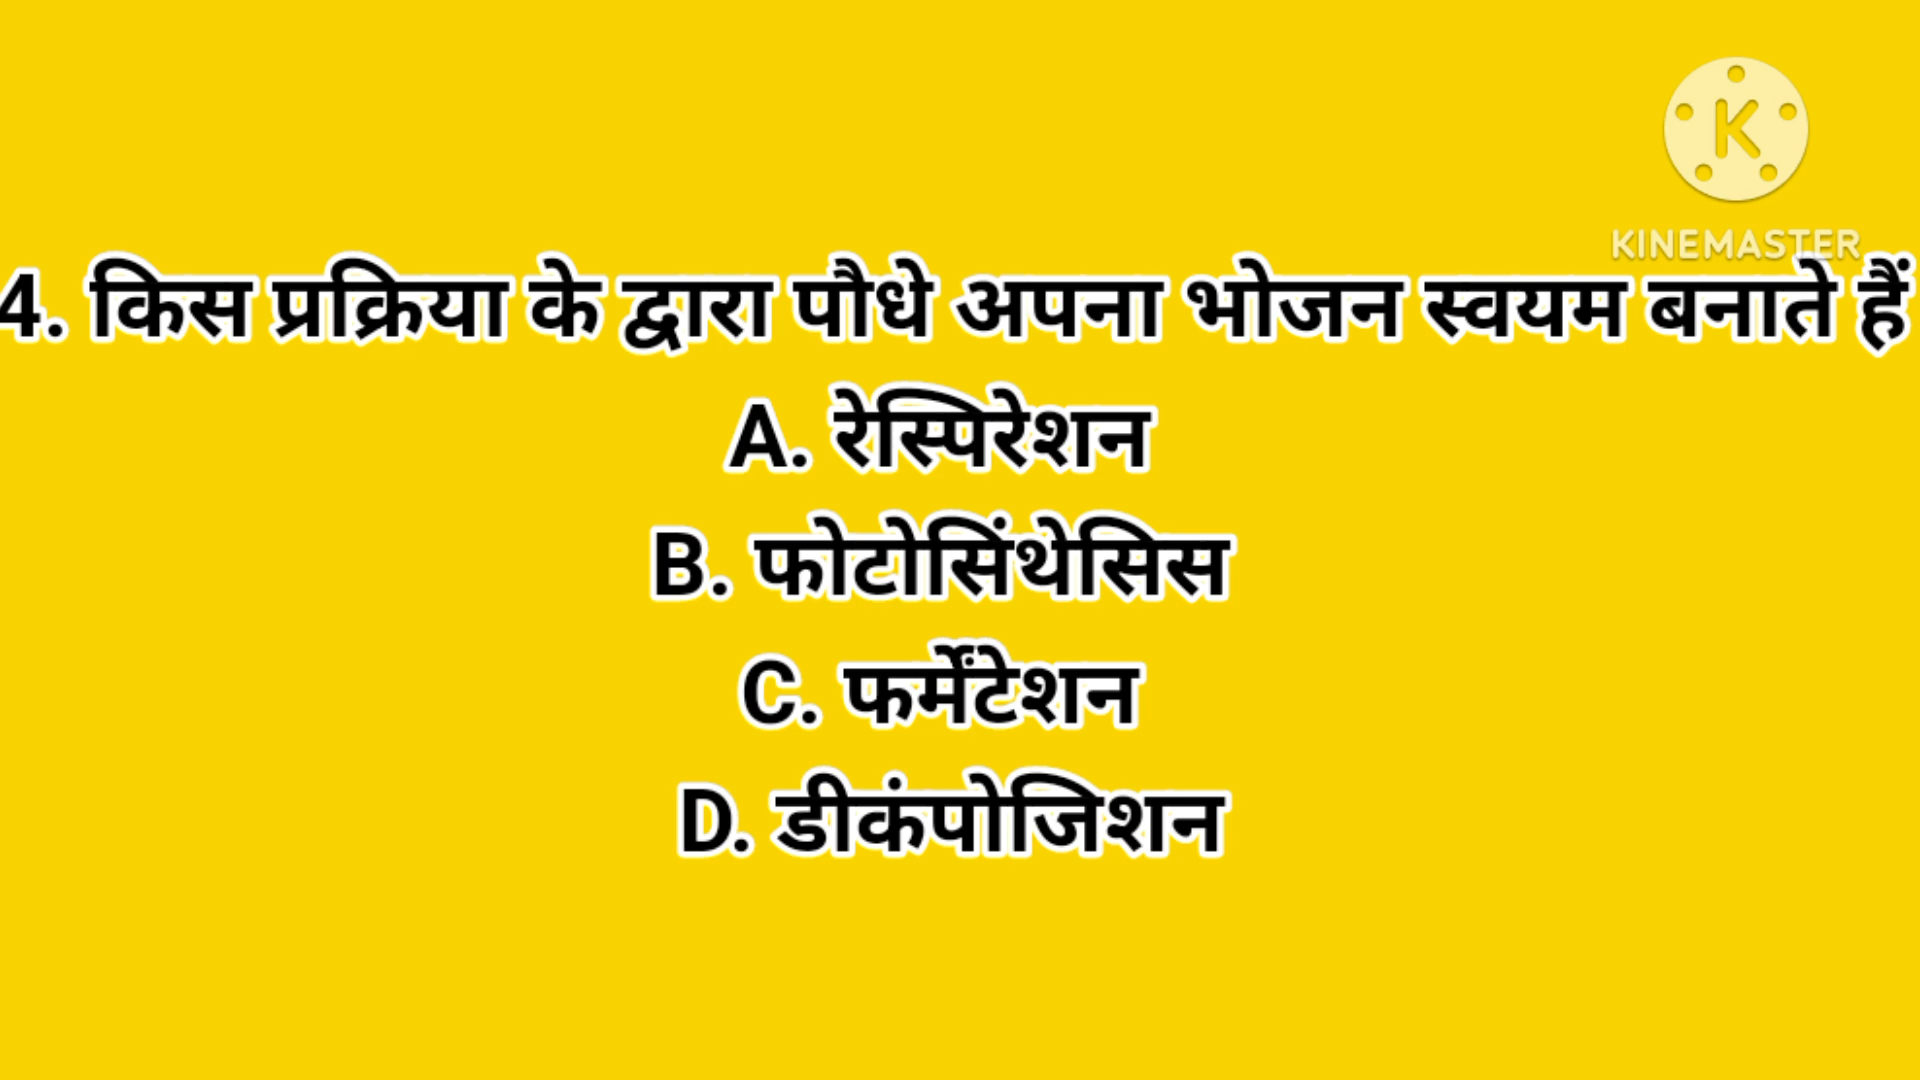 K
KINEMASTER
4. किस प्रक्रिया के द्वारा पौधे अपना भोजन स्वयम बनाते हैं
A. रेस्पिरेशन
B. फोटोसिंथेसिस
C. फर्मेंटेशन
D. डीकंपोजिशन